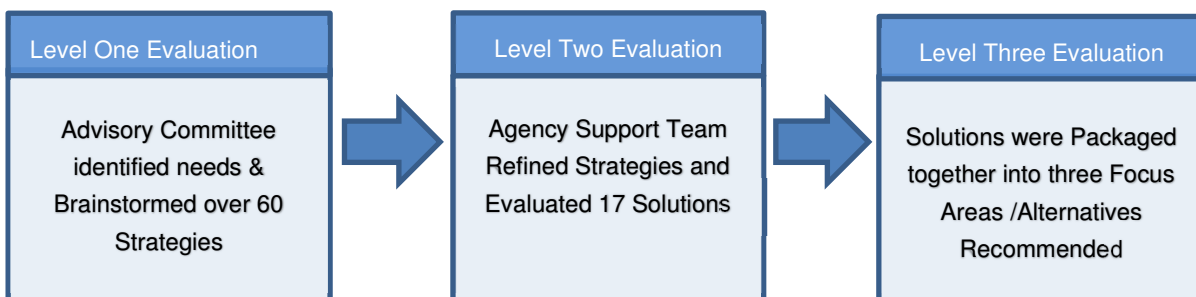 Level One Evaluation
Advisory Committee
identified needs &
Brainstormed over 60
Strategies
Level Two Evaluation
Agency Support Team
Refined Strategies and
Evaluated 17 Solutions
Level Three Evaluation
Solutions were Packaged
together into three Focus
Areas /Alternatives
Recommended